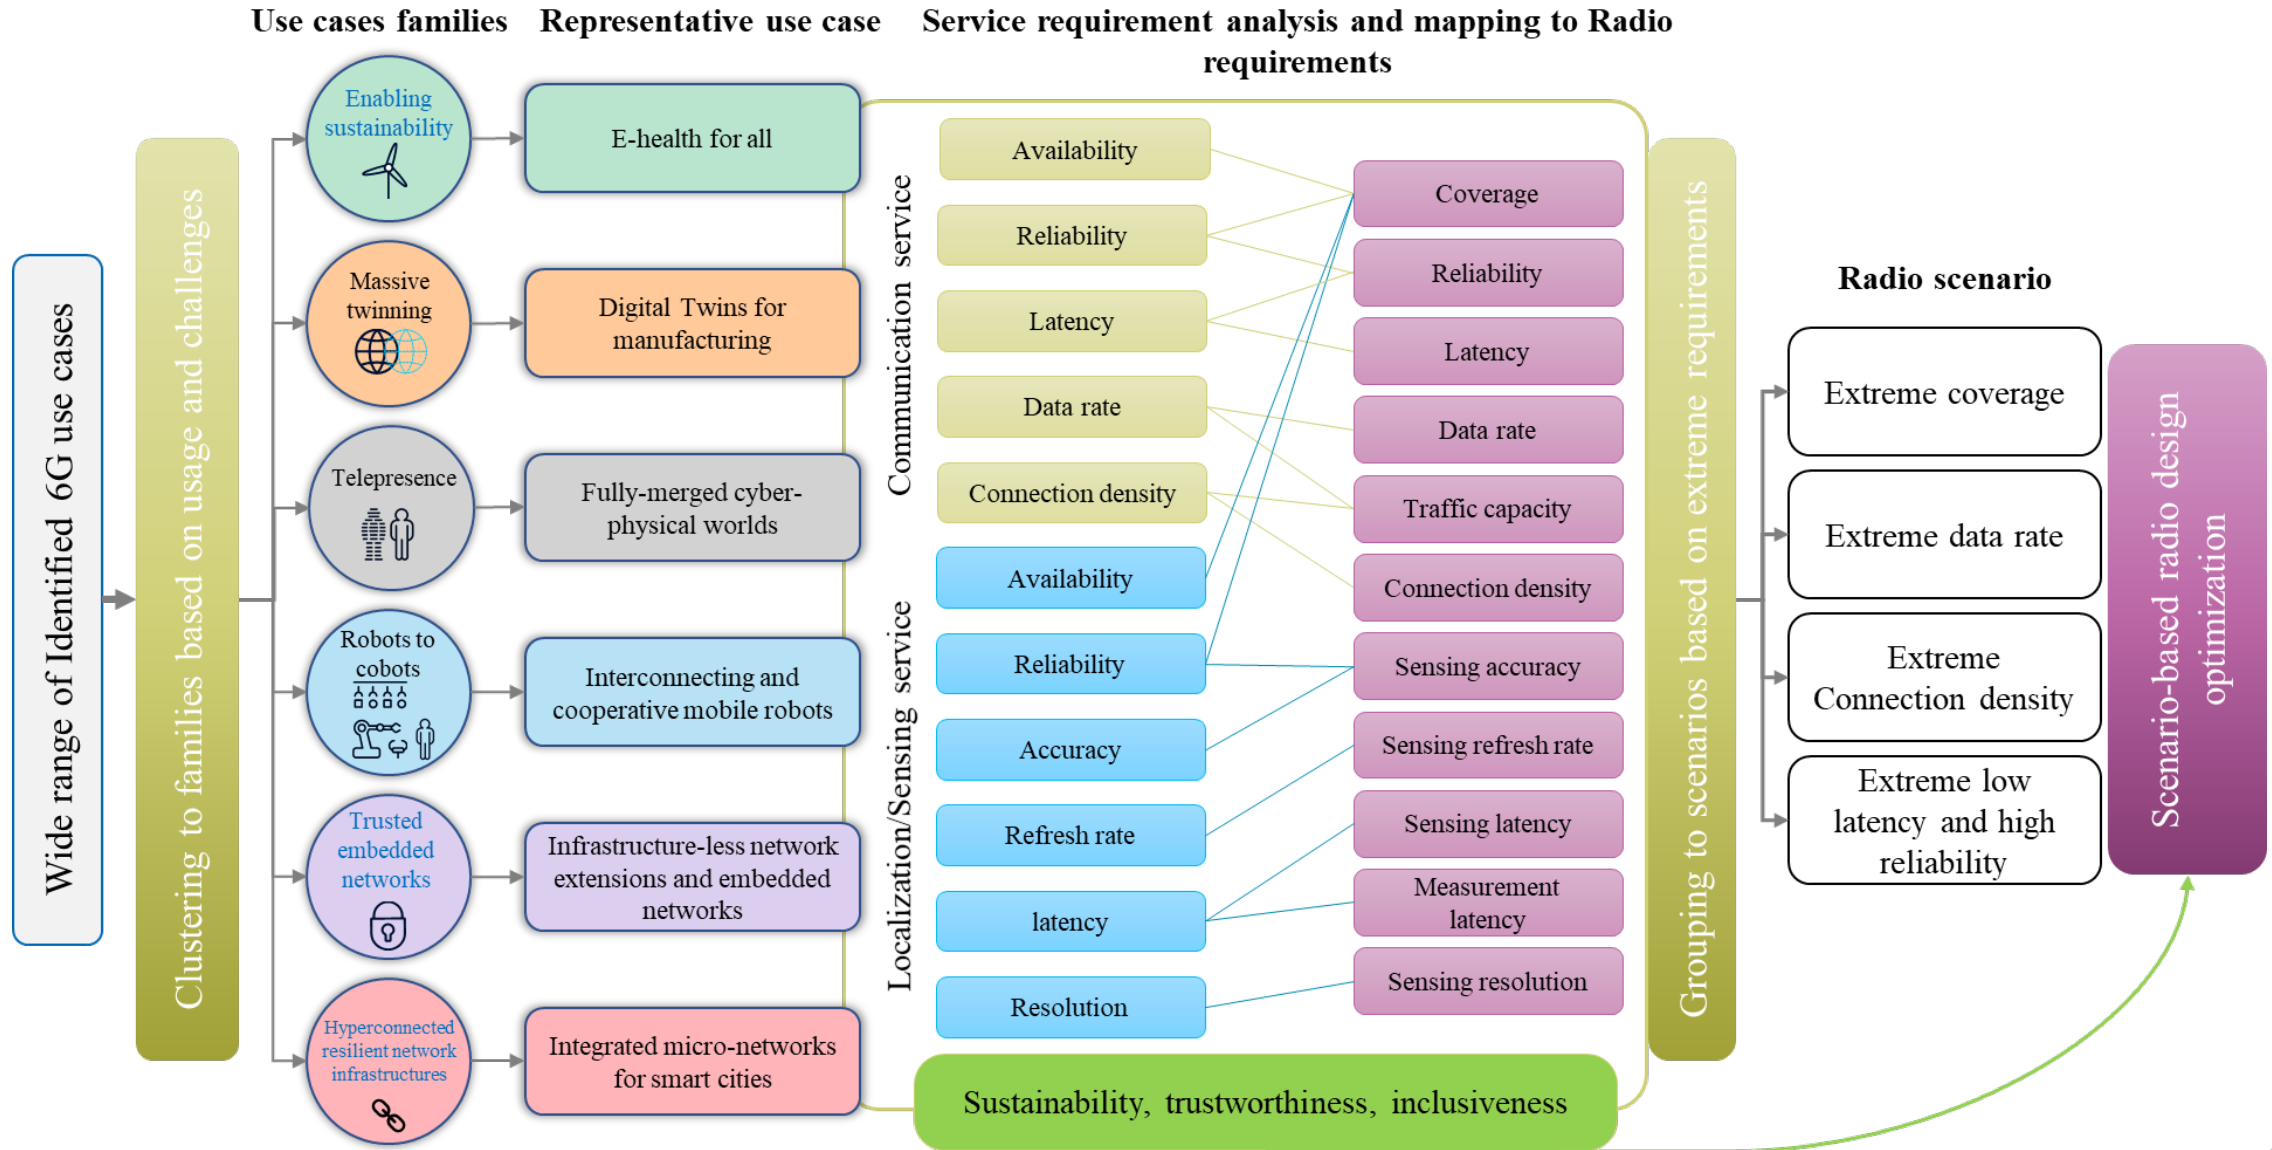 Use cases families
Representative use case
Service requirement analysis and mapping to Radio
requirements
Wide range of Identified 6G use cases
Clustering to families based on usage and challenges
Enabling
sustainability
E-health for all
Massive
twinning
Digital Twins for
manufacturing
Telepresence
Fully-merged cyber-
physical worlds
Robots to
cobots
Interconnecting and
cooperative mobile robots
Trusted
embedded
networks
Infrastructure-less network
extensions and embedded
networks
Hyperconnected
resilient network
infrastructures
Integrated micro-networks
for smart cities
Communication service
Availability
Reliability
Latency
Data rate
Connection density
Localization/Sensing service
Availability
Reliability
Accuracy
Refresh rate
latency
Resolution
Coverage
Reliability
Latency
Data rate
Traffic capacity
Connection density
Sensing accuracy
Sensing refresh rate
Sensing latency
Measurement
latency
Sensing resolution
Sustainability, trustworthiness, inclusiveness
Grouping to scenarios based on extreme requirements
Radio scenario
Extreme coverage
Extreme data rate
Extreme
Connection density
Extreme low
latency and high
reliability
Scenario-based radio design
optimization